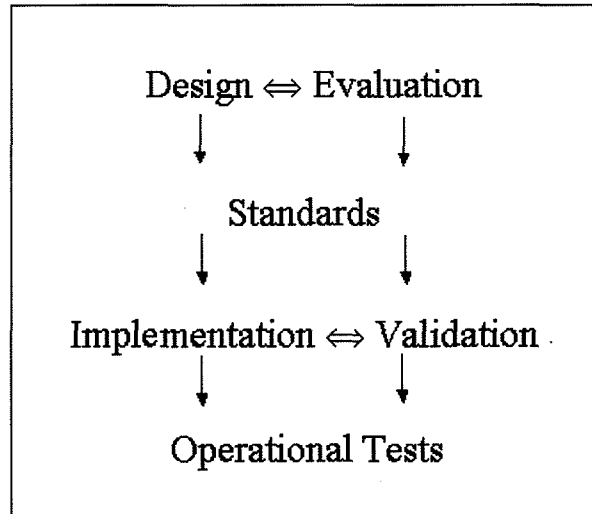 Design ⇔ Evaluation
Standards
Implementation ⇔ Validation
Operational Tests